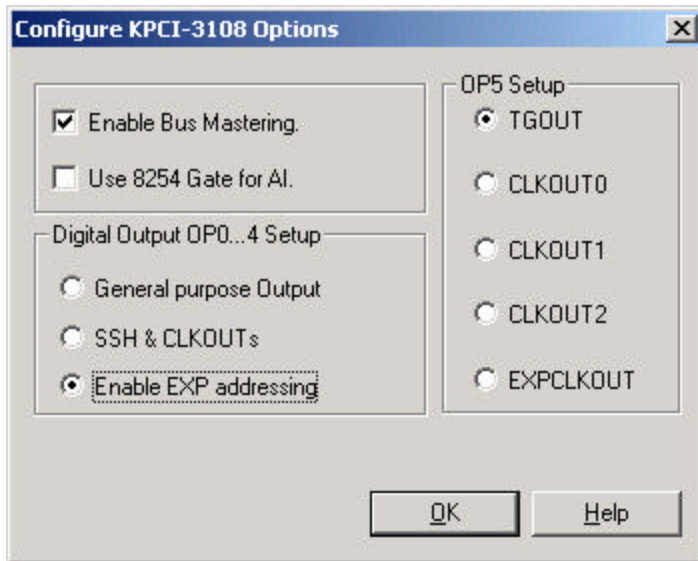 Configure KPCI-3108 Options
Enable Bus Mastering.
Use 8254 Gate for AI.
Digital Output OP0...4 Setup
General purpose Output
SSH & CLKOUTs
Enable EXP addressing
OP5 Setup
TGOUT
CLKOUT0
CLKOUT1
CLKOUT2
EXPCLKOUT
OK
Help